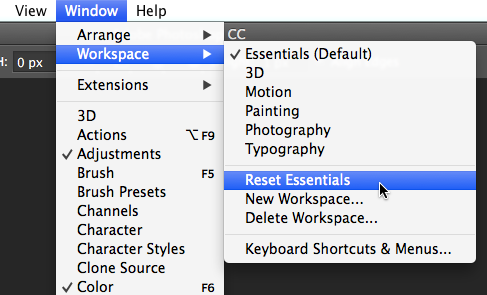 View Window Help
CC
H: 0 px
Arrange
Workspace
Extensions
3D
Actions ⌥ F9
Adjustments
Brush F5
Brush Presets
Channels
Character
Character Styles
Clone Source
Color F6
Essentials (Default)
3D
Motion
Painting
Photography
Typography
Reset Essentials
New Workspace...
Delete Workspace...
Keyboard Shortcuts & Menus...